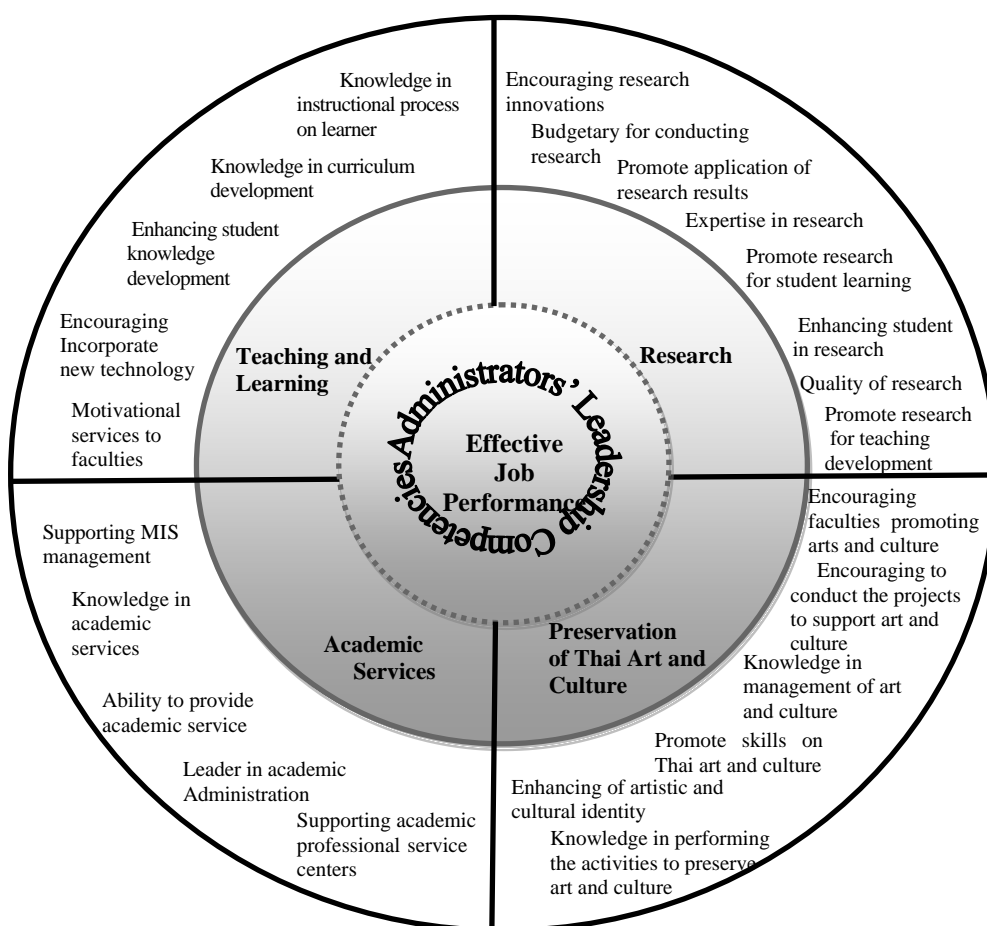 Knowledge in
instructional process
on learner
Knowledge in curriculum
development
Enhancing student
knowledge
development
Encouraging
Incorporate
new technology
Motivational
services to
faculties
Encouraging research
innovations
Budgetary for conducting
research
Promote application of
research results
Expertise in research
Promote research
for student learning
Enhancing student
in research
Quality of research
Promote research
for teaching
development
Teaching and
Learning
Research
Administrators' Leadership Competencies
Effective
Job
Performance
Academic
Services
Preservation
of Thai Art and
Culture
Supporting MIS
management
Knowledge in
academic
services
Ability to provide
academic service
Leader in academic
Administration
Supporting academic
professional service
centers
Encouraging
faculties promoting
arts and culture
Encouraging to
conduct the projects
to support art and
culture
Knowledge in
management of art
and culture
Promote skills on
Thai art and culture
Enhancing of artistic and
cultural identity
Knowledge in performing
the activities to preserve
art and culture